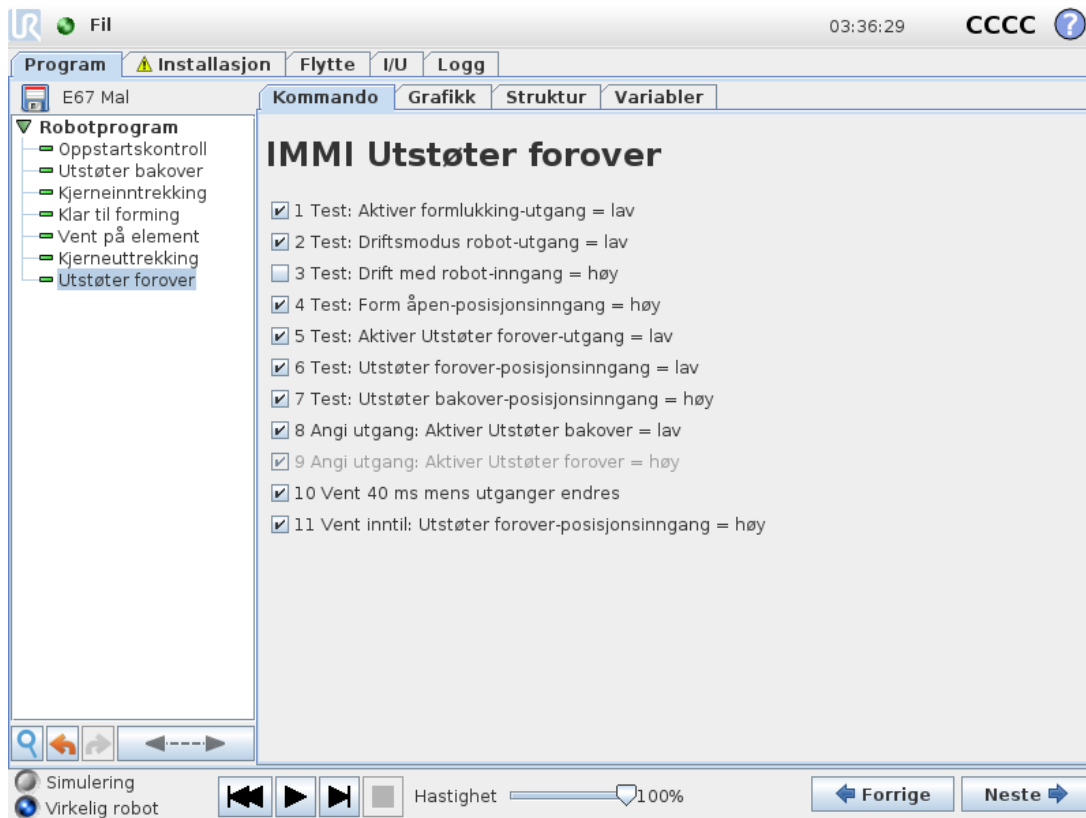 UR Fil 03:36:29 CCCC ?
Program Installasjon Flytte I/U Logg
E67 Mal
Kommando Grafikk Struktur Variabler
Robotprogram
Oppstartskontroll
Utstøter bakover
Kjerneinntrekking
Klar til forming
Vent på element
Kjerneuttrekking
Utstøter forover
IMMI Utstøter forover
1 Test: Aktiver formlukking-utgang = lav
2 Test: Driftsmodus robot-utgang = lav
3 Test: Drift med robot-inngang = høy
4 Test: Form åpen-posisjonsinngang = høy
5 Test: Aktiver Utstøter forover-utgang = lav
6 Test: Utstøter forover-posisjonsinngang = lav
7 Test: Utstøter bakover-posisjonsinngang = høy
8 Angi utgang: Aktiver Utstøter bakover = lav
9 Angi utgang: Aktiver Utstøter forover = høy
10 Vent 40 ms mens utganger endres
11 Vent inntil: Utstøter forover-posisjonsinngang = høy
Simulering
Virkelig robot
Hastighet 100%
Forrige Neste